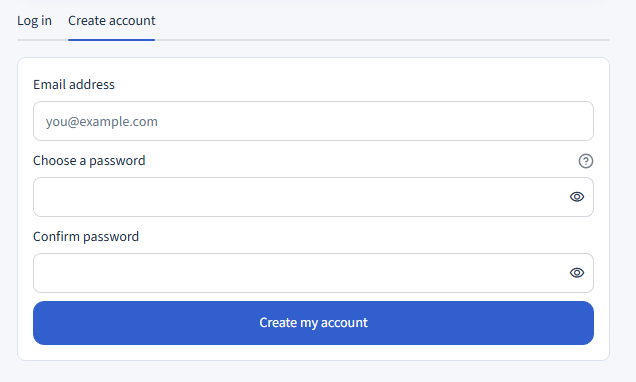 Log in Create account
Email address
you@example.com
Choose a password
Confirm password
Create my account